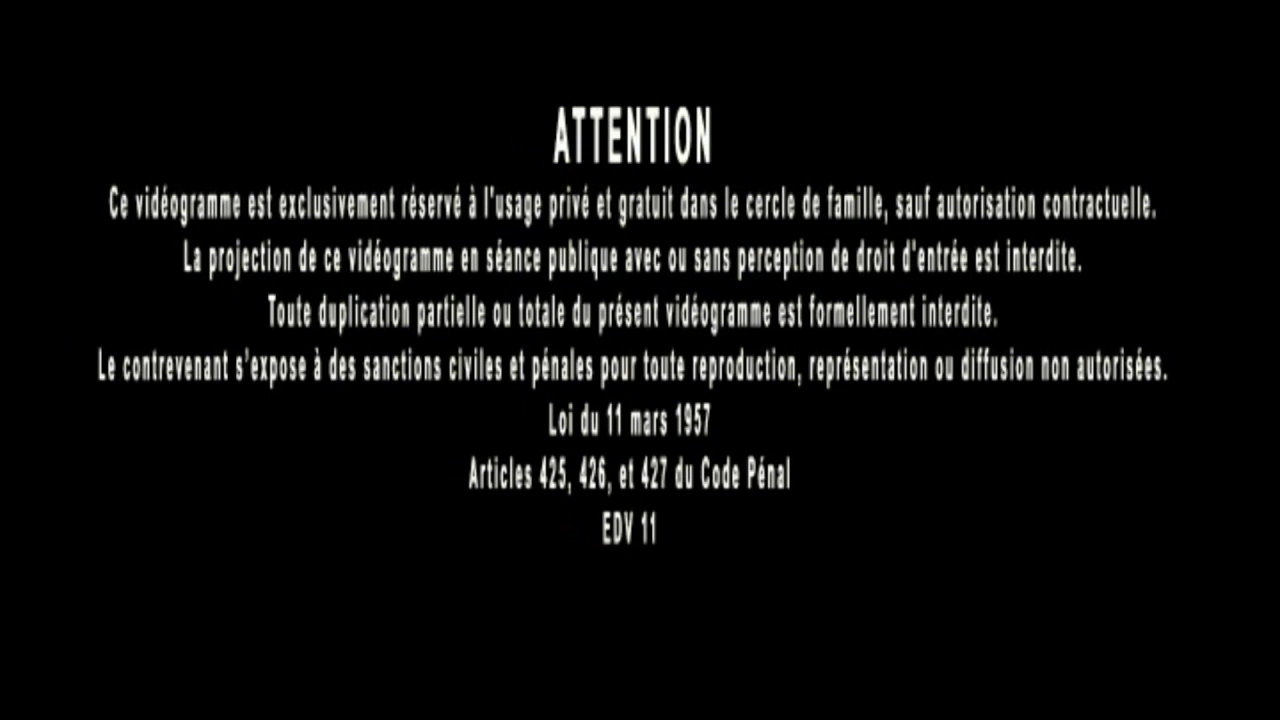 ATTENTION
Ce vidéogramme est exclusivement réservé à l'usage privé et gratuit dans le cercle de famille, sauf autorisation contractuelle.
La projection de ce vidéogramme en séance publique avec ou sans perception de droit d'entrée est interdite.
Toute duplication partielle ou totale du présent vidéogramme est formellement interdite.
Le contrevenant s'expose à des sanctions civiles et pénales pour toute reproduction, représentation ou diffusion non autorisées.
Loi du 11 mars 1957
Articles 425, 426, et 427 du Code Pénal
EDV 11